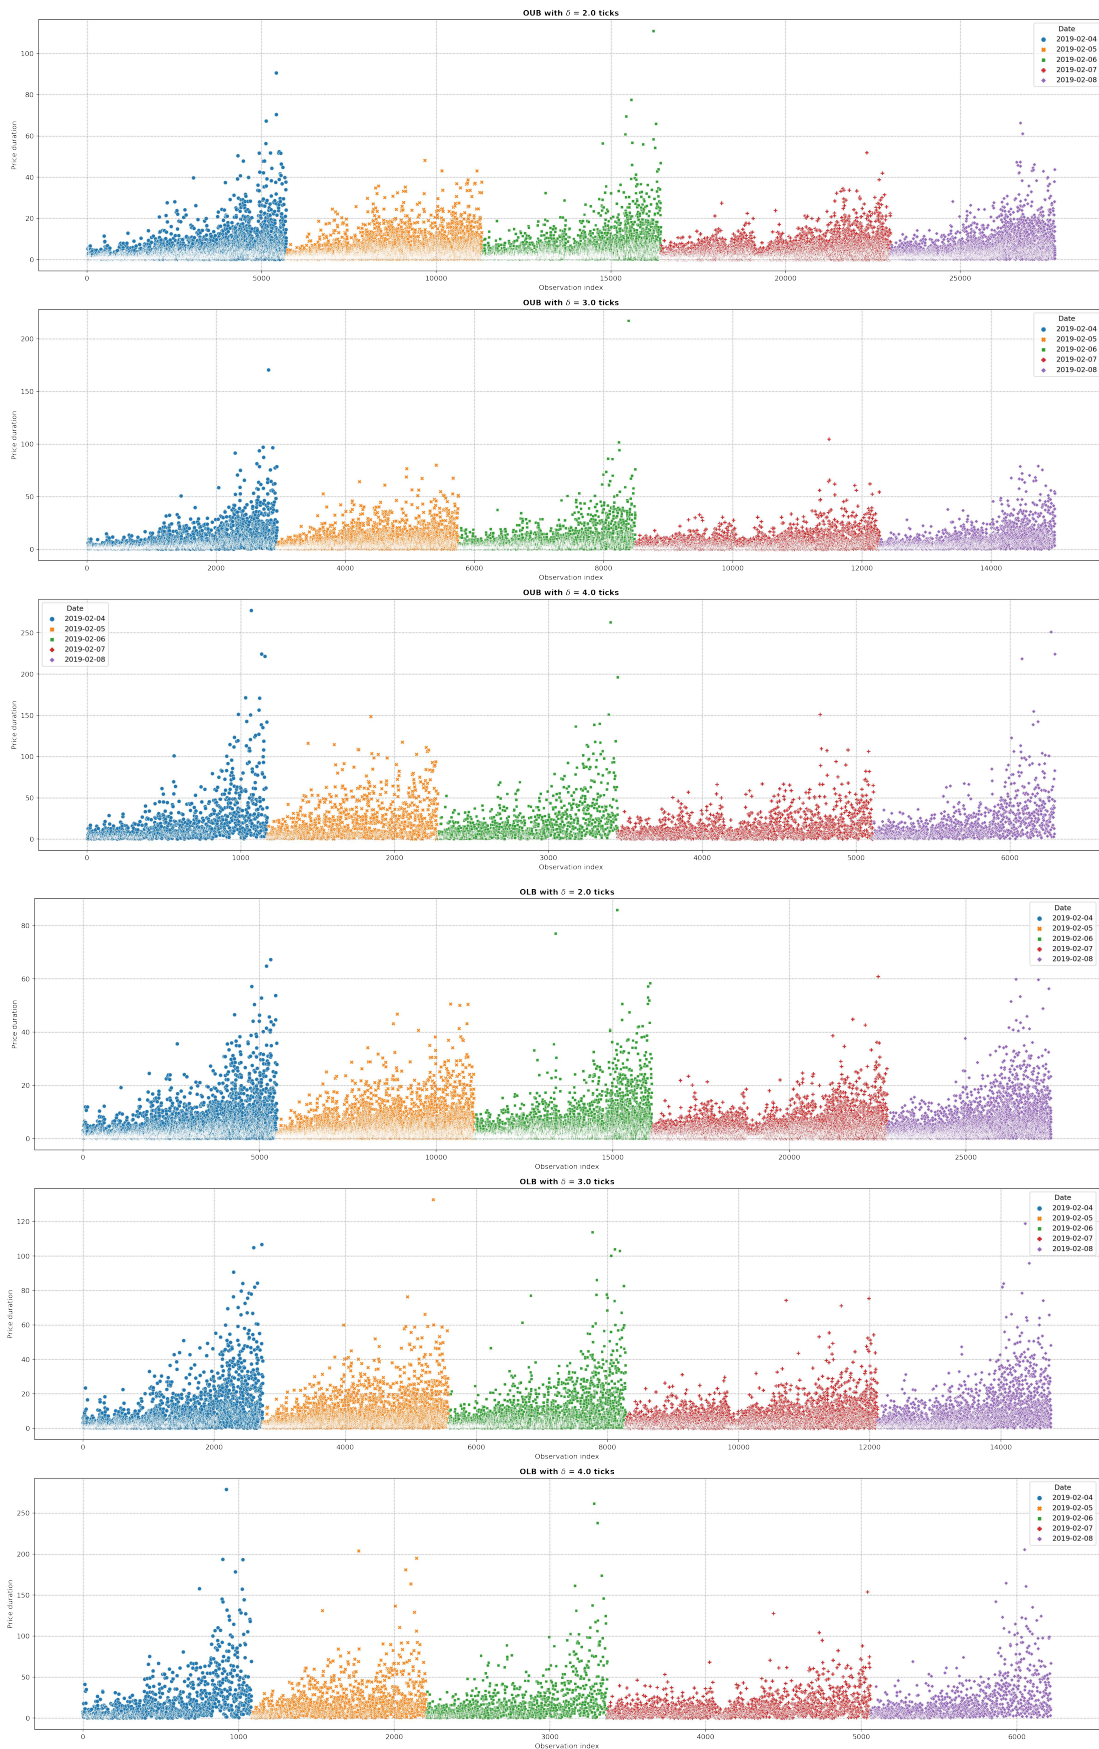 OUB with δ = 2.0 ticks
Date
2019-02-04
2019-02-05
2019-02-06
2019-02-07
2019-02-08
Price duration
100
80
60
40
20
0
0 5000 10000 15000 20000 25000
Observation index
OUB with δ = 3.0 ticks
Date
2019-02-04
2019-02-05
2019-02-06
2019-02-07
2019-02-08
Price duration
200
150
100
50
0
0 2000 4000 6000 8000 10000 12000 14000
Observation index
OUB with δ = 4.0 ticks
Date
2019-02-04
2019-02-05
2019-02-06
2019-02-07
2019-02-08
Price duration
250
200
150
100
50
0
0 1000 2000 3000 4000 5000 6000
Observation index
OLB with δ = 2.0 ticks
Date
2019-02-04
2019-02-05
2019-02-06
2019-02-07
2019-02-08
Price duration
80
60
40
20
0
0 5000 10000 15000 20000 25000
Observation index
OLB with δ = 3.0 ticks
Date
2019-02-04
2019-02-05
2019-02-06
2019-02-07
2019-02-08
Price duration
120
100
80
60
40
20
0
0 2000 4000 6000 8000 10000 12000 14000
Observation index
OLB with δ = 4.0 ticks
Date
2019-02-04
2019-02-05
2019-02-06
2019-02-07
2019-02-08
Price duration
250
200
150
100
50
0
0 1000 2000 3000 4000 5000 6000
Observation index